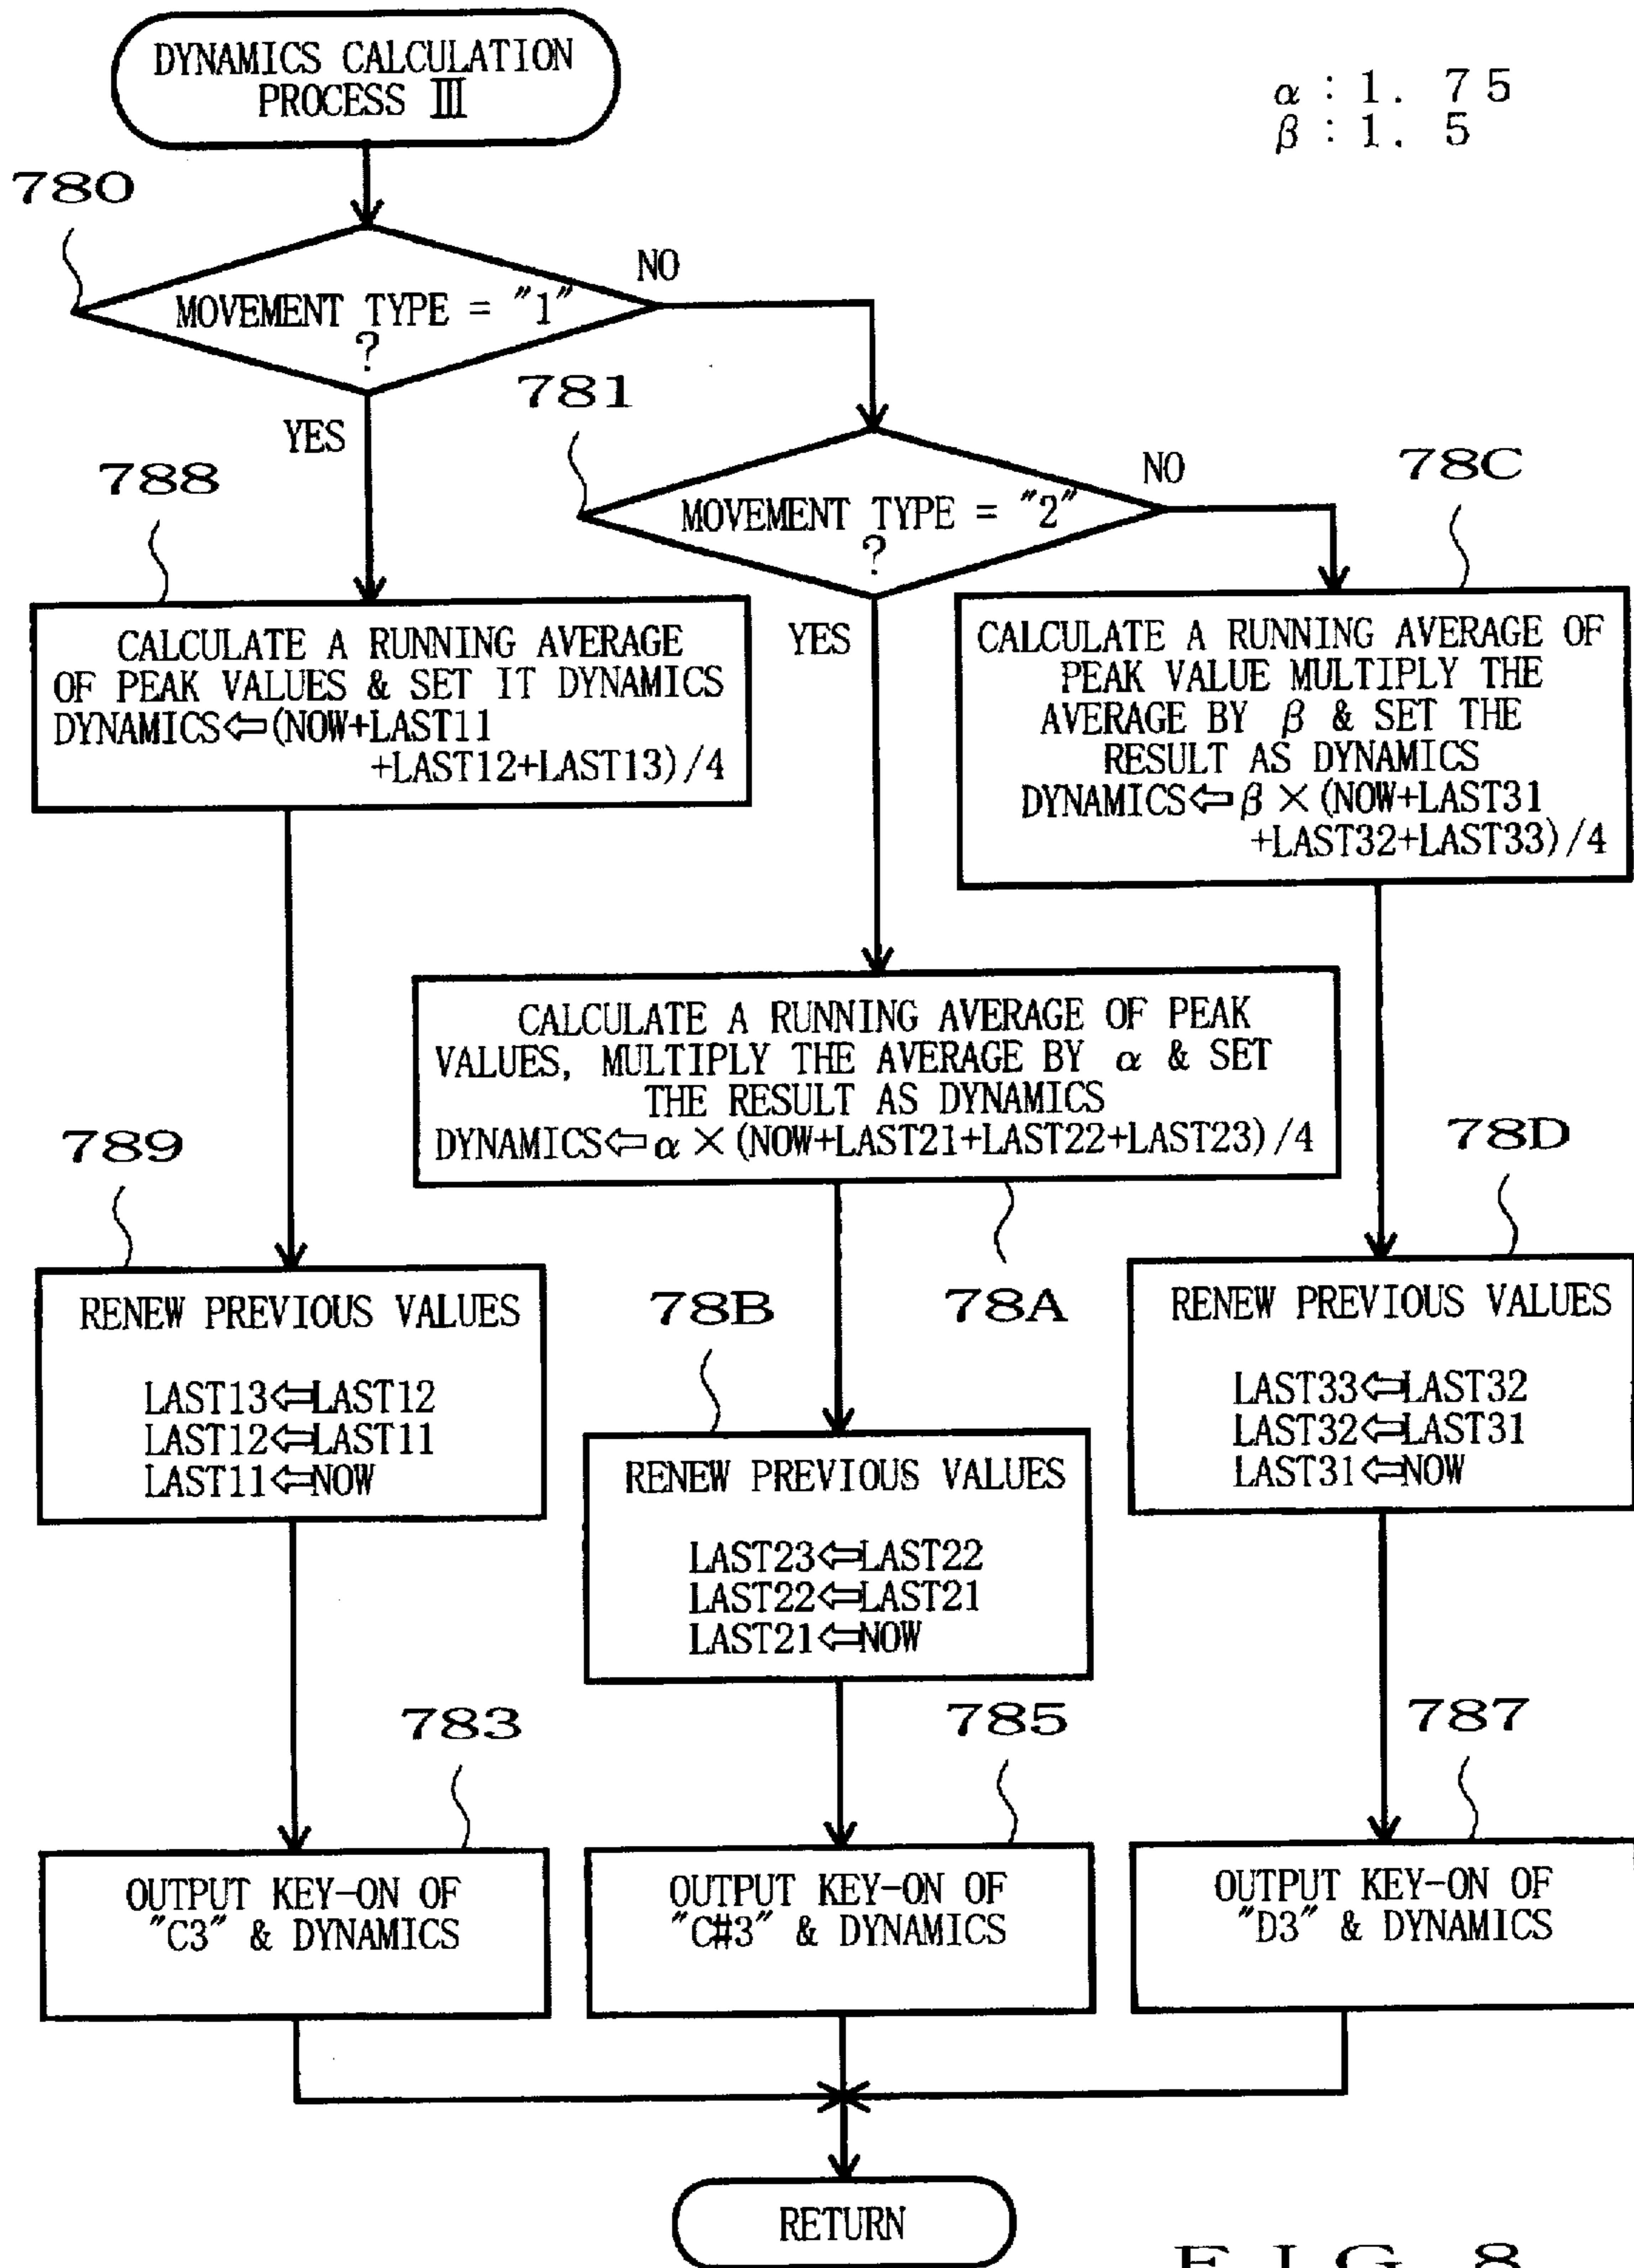 DYNAMICS CALCULATION
PROCESS III
α : 1. 75
β : 1. 5
780
MOVEMENT TYPE = "1"
?
NO
YES
781
MOVEMENT TYPE = "2"
?
NO
YES
788
CALCULATE A RUNNING AVERAGE
OF PEAK VALUES & SET IT DYNAMICS
DYNAMICS⇐(NOW+LAST11
+LAST12+LAST13)/4
78C
CALCULATE A RUNNING AVERAGE OF
PEAK VALUE MULTIPLY THE
AVERAGE BY β & SET THE
RESULT AS DYNAMICS
DYNAMICS⇐β×(NOW+LAST31
+LAST32+LAST33)/4
CALCULATE A RUNNING AVERAGE OF PEAK
VALUES, MULTIPLY THE AVERAGE BY α & SET
THE RESULT AS DYNAMICS
DYNAMICS⇐α×(NOW+LAST21+LAST22+LAST23)/4
78A
789
RENEW PREVIOUS VALUES
LAST13⇐LAST12
LAST12⇐LAST11
LAST11⇐NOW
78B
RENEW PREVIOUS VALUES
LAST23⇐LAST22
LAST22⇐LAST21
LAST21⇐NOW
78D
RENEW PREVIOUS VALUES
LAST33⇐LAST32
LAST32⇐LAST31
LAST31⇐NOW
783
OUTPUT KEY-ON OF
"C3" & DYNAMICS
785
OUTPUT KEY-ON OF
"C#3" & DYNAMICS
787
OUTPUT KEY-ON OF
"D3" & DYNAMICS
RETURN
FIG. 8